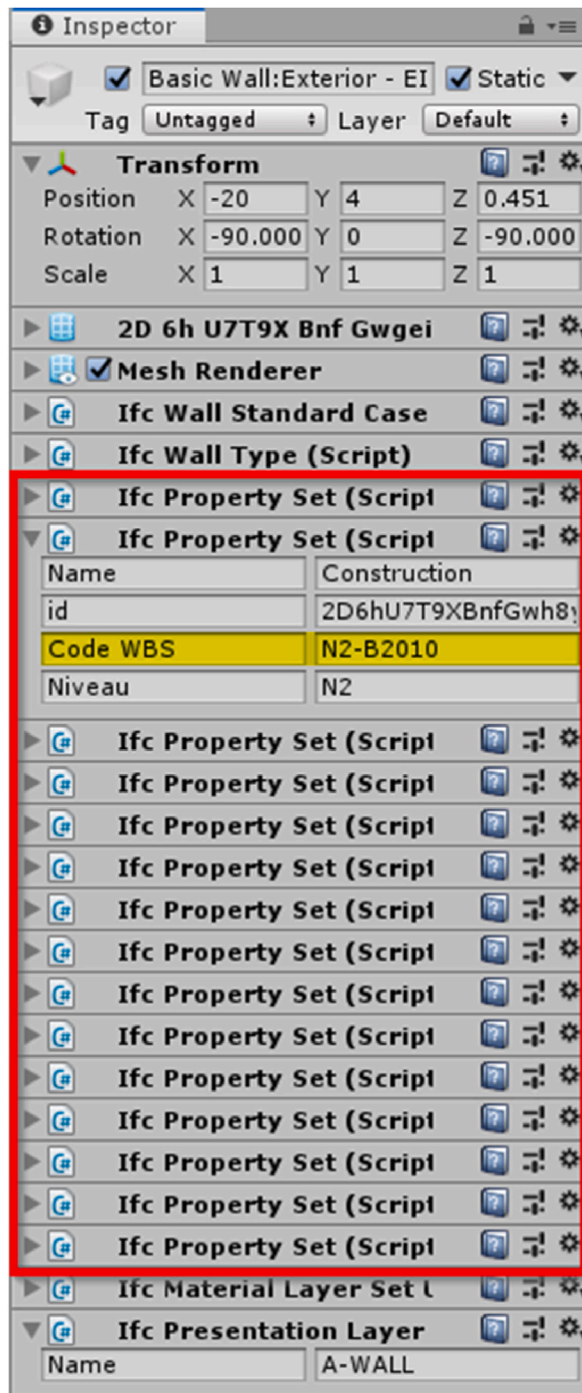 Inspector
Basic Wall:Exterior - EI Static
Tag Untagged Layer Default
Transform
Position X -20 Y 4 Z 0.451
Rotation X -90.000 Y 0 Z -90.000
Scale X 1 Y 1 Z 1
2D 6h U7T9X Bnf Gwgei
Mesh Renderer
Ifc Wall Standard Case
Ifc Wall Type (Script)
Ifc Property Set (Script
Ifc Property Set (Script
Name Construction
id 2D6hU7T9XBnfGwh8y
Code WBS N2-B2010
Niveau N2
Ifc Property Set (Script
Ifc Property Set (Script
Ifc Property Set (Script
Ifc Property Set (Script
Ifc Property Set (Script
Ifc Property Set (Script
Ifc Property Set (Script
Ifc Property Set (Script
Ifc Property Set (Script
Ifc Property Set (Script
Ifc Property Set (Script
Ifc Property Set (Script
Ifc Property Set (Script
Ifc Material Layer Set
Ifc Presentation Layer
Name A-WALL